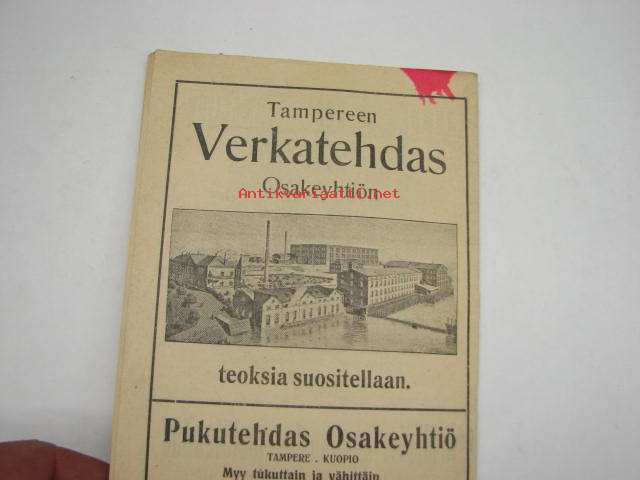 Tampereen
Verkatehdas
Osakeyhtiön
Antikvariaatti.net
teoksia suositellaan.
Pukutehdas Osakeyhtiö
TAMPERE . KUOPIO
Myy tukuttain ja vähittäin